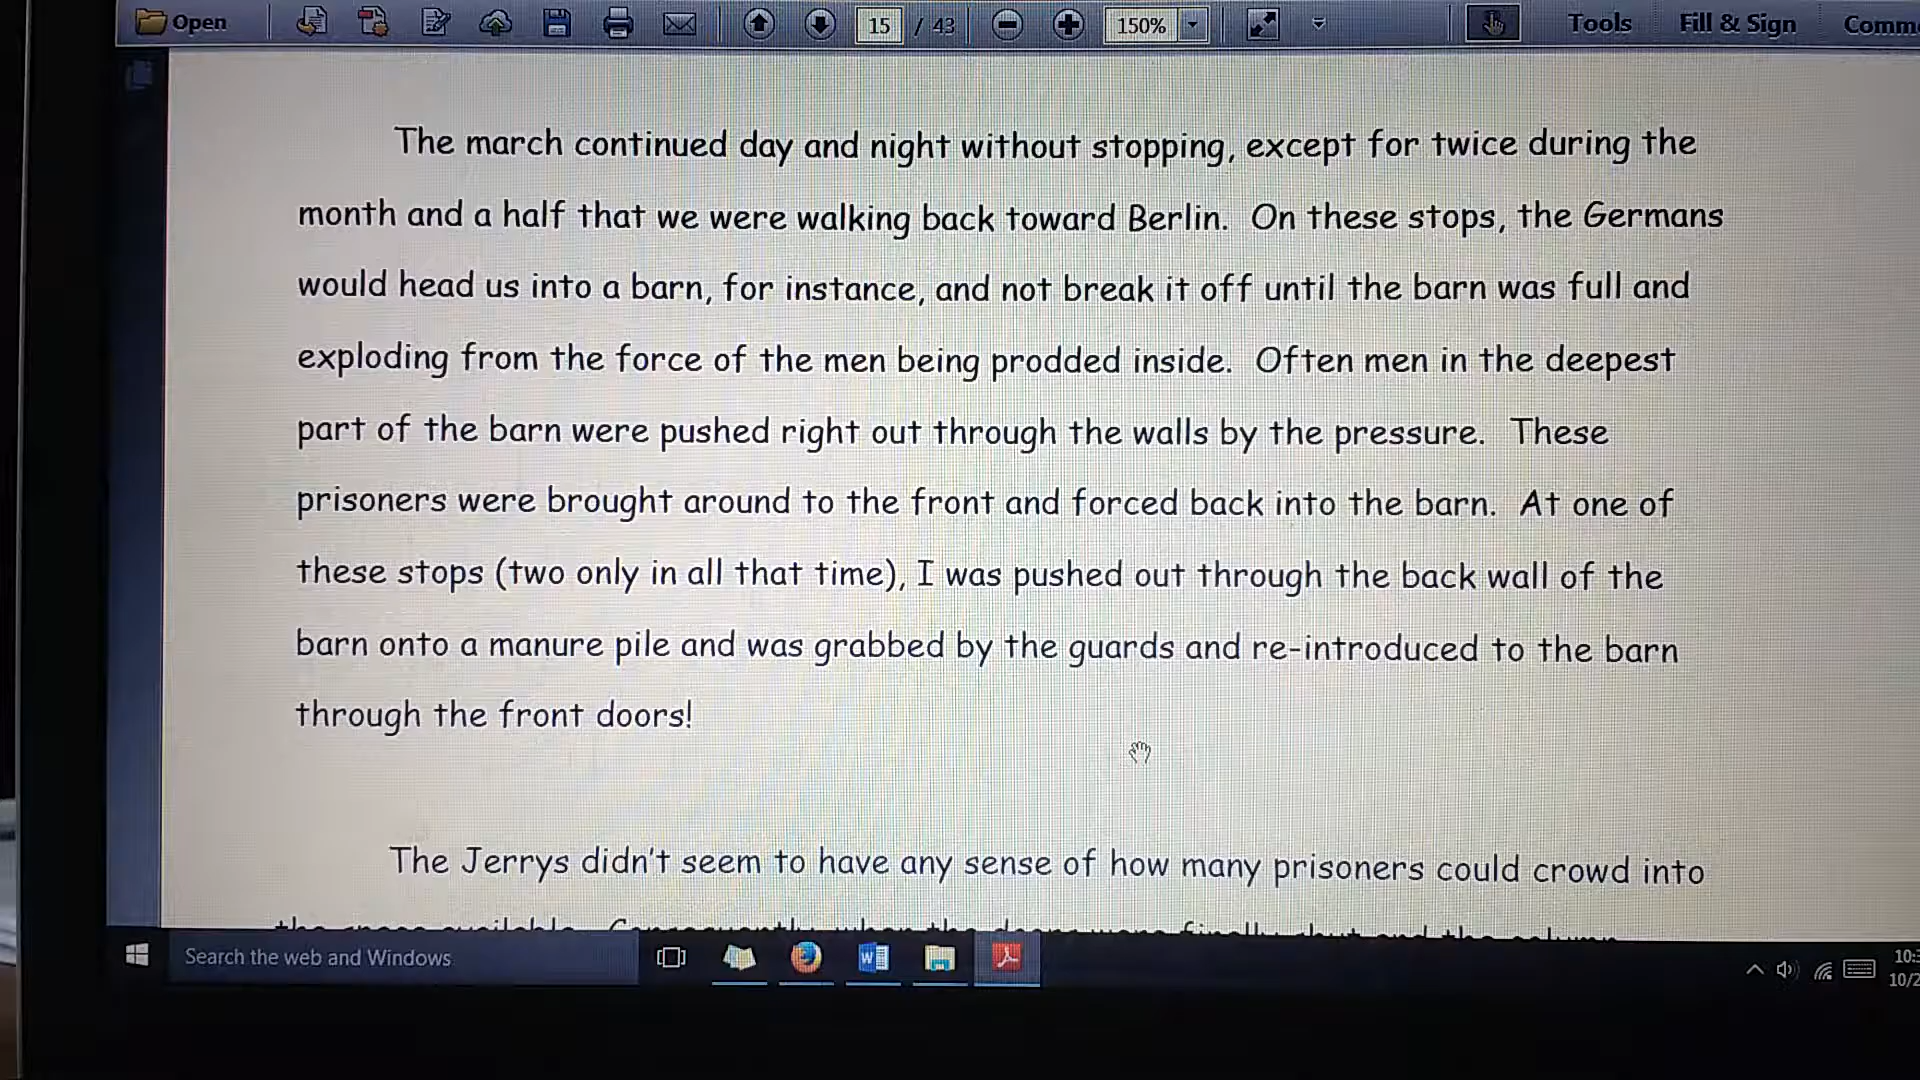 Open 15 / 43 150% Tools Fill & Sign
The march continued day and night without stopping, except for twice during the
month and a half that we were walking back toward Berlin. On these stops, the Germans
would head us into a barn, for instance, and not break it off until the barn was full and
exploding from the force of the men being prodded inside. Often men in the deepest
part of the barn were pushed right out through the walls by the pressure. These
prisoners were brought around to the front and forced back into the barn. At one of
these stops (two only in all that time), I was pushed out through the back wall of the
barn onto a manure pile and was grabbed by the guards and re-introduced to the barn
through the front doors!
The Jerrys didn't seem to have any sense of how many prisoners could crowd into
Search the web and Windows